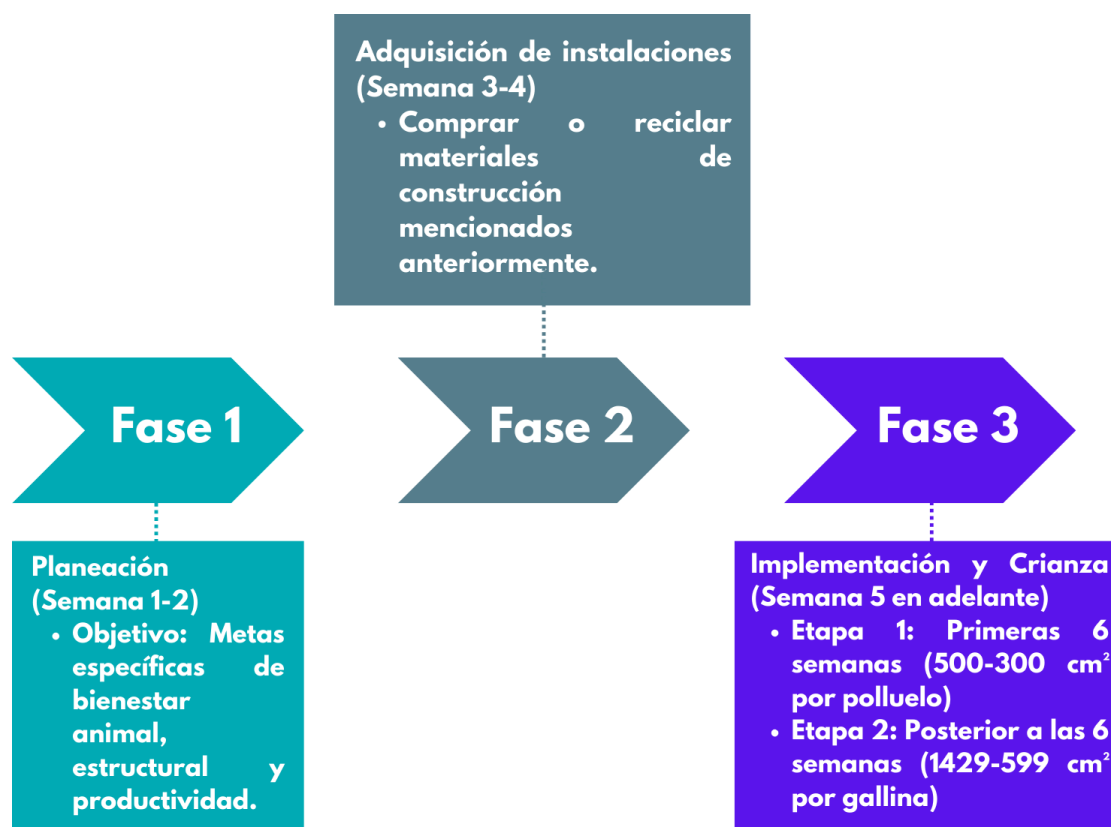 Adquisición de instalaciones
(Semana 3-4)
• Comprar o reciclar
materiales de
construcción
mencionados
anteriormente.
Fase 1
Fase 2
Fase 3
Planeación
(Semana 1-2)
• Objetivo: Metas
específicas de
bienestar
animal,
estructural y
productividad.
Implementación y Crianza
(Semana 5 en adelante)
• Etapa 1: Primeras 6
semanas (500-300 cm²
por polluelo)
• Etapa 2: Posterior a las 6
semanas (1429-599 cm²
por gallina)